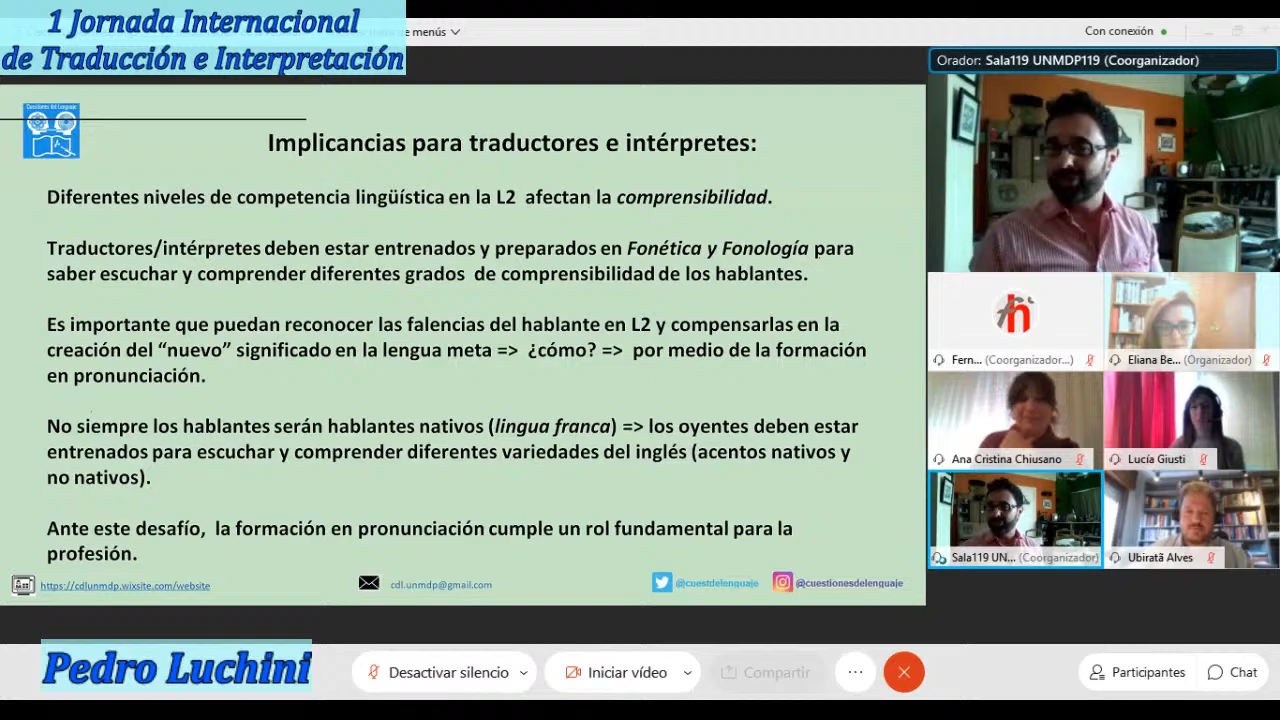 1 Jornada Internacional
de Traducción e Interpretación
menús
Con conexión
Orador: Sala119 UNMDP119 (Coorganizador)
Cuestiones del Lenguaje
Implicancias para traductores e intérpretes:
Diferentes niveles de competencia lingüística en la L2 afectan la comprensibilidad.
Traductores/intérpretes deben estar entrenados y preparados en Fonética y Fonología para
saber escuchar y comprender diferentes grados de comprensibilidad de los hablantes.
Es importante que puedan reconocer las falencias del hablante en L2 y compensarlas en la
creación del “nuevo” significado en la lengua meta => ¿cómo? => por medio de la formación
en pronunciación.
No siempre los hablantes serán hablantes nativos (lingua franca) => los oyentes deben estar
entrenados para escuchar y comprender diferentes variedades del inglés (acentos nativos y
no nativos).
Ante este desafío, la formación en pronunciación cumple un rol fundamental para la
profesión.
https://cdlunmdp.wixsite.com/website
cdl.unmdp@gmail.com
@cuestdelenguaje
@cuestionesdelenguaje
h
Fern... (Coorganizador...)
Eliana Be... (Organizador)
Ana Cristina Chiusano
Lucía Giusti
Sala119 UN... (Coorganizador)
Ubiratã Alves
Pedro Luchini
Desactivar silencio
Iniciar vídeo
Compartir
...
Participantes
Chat